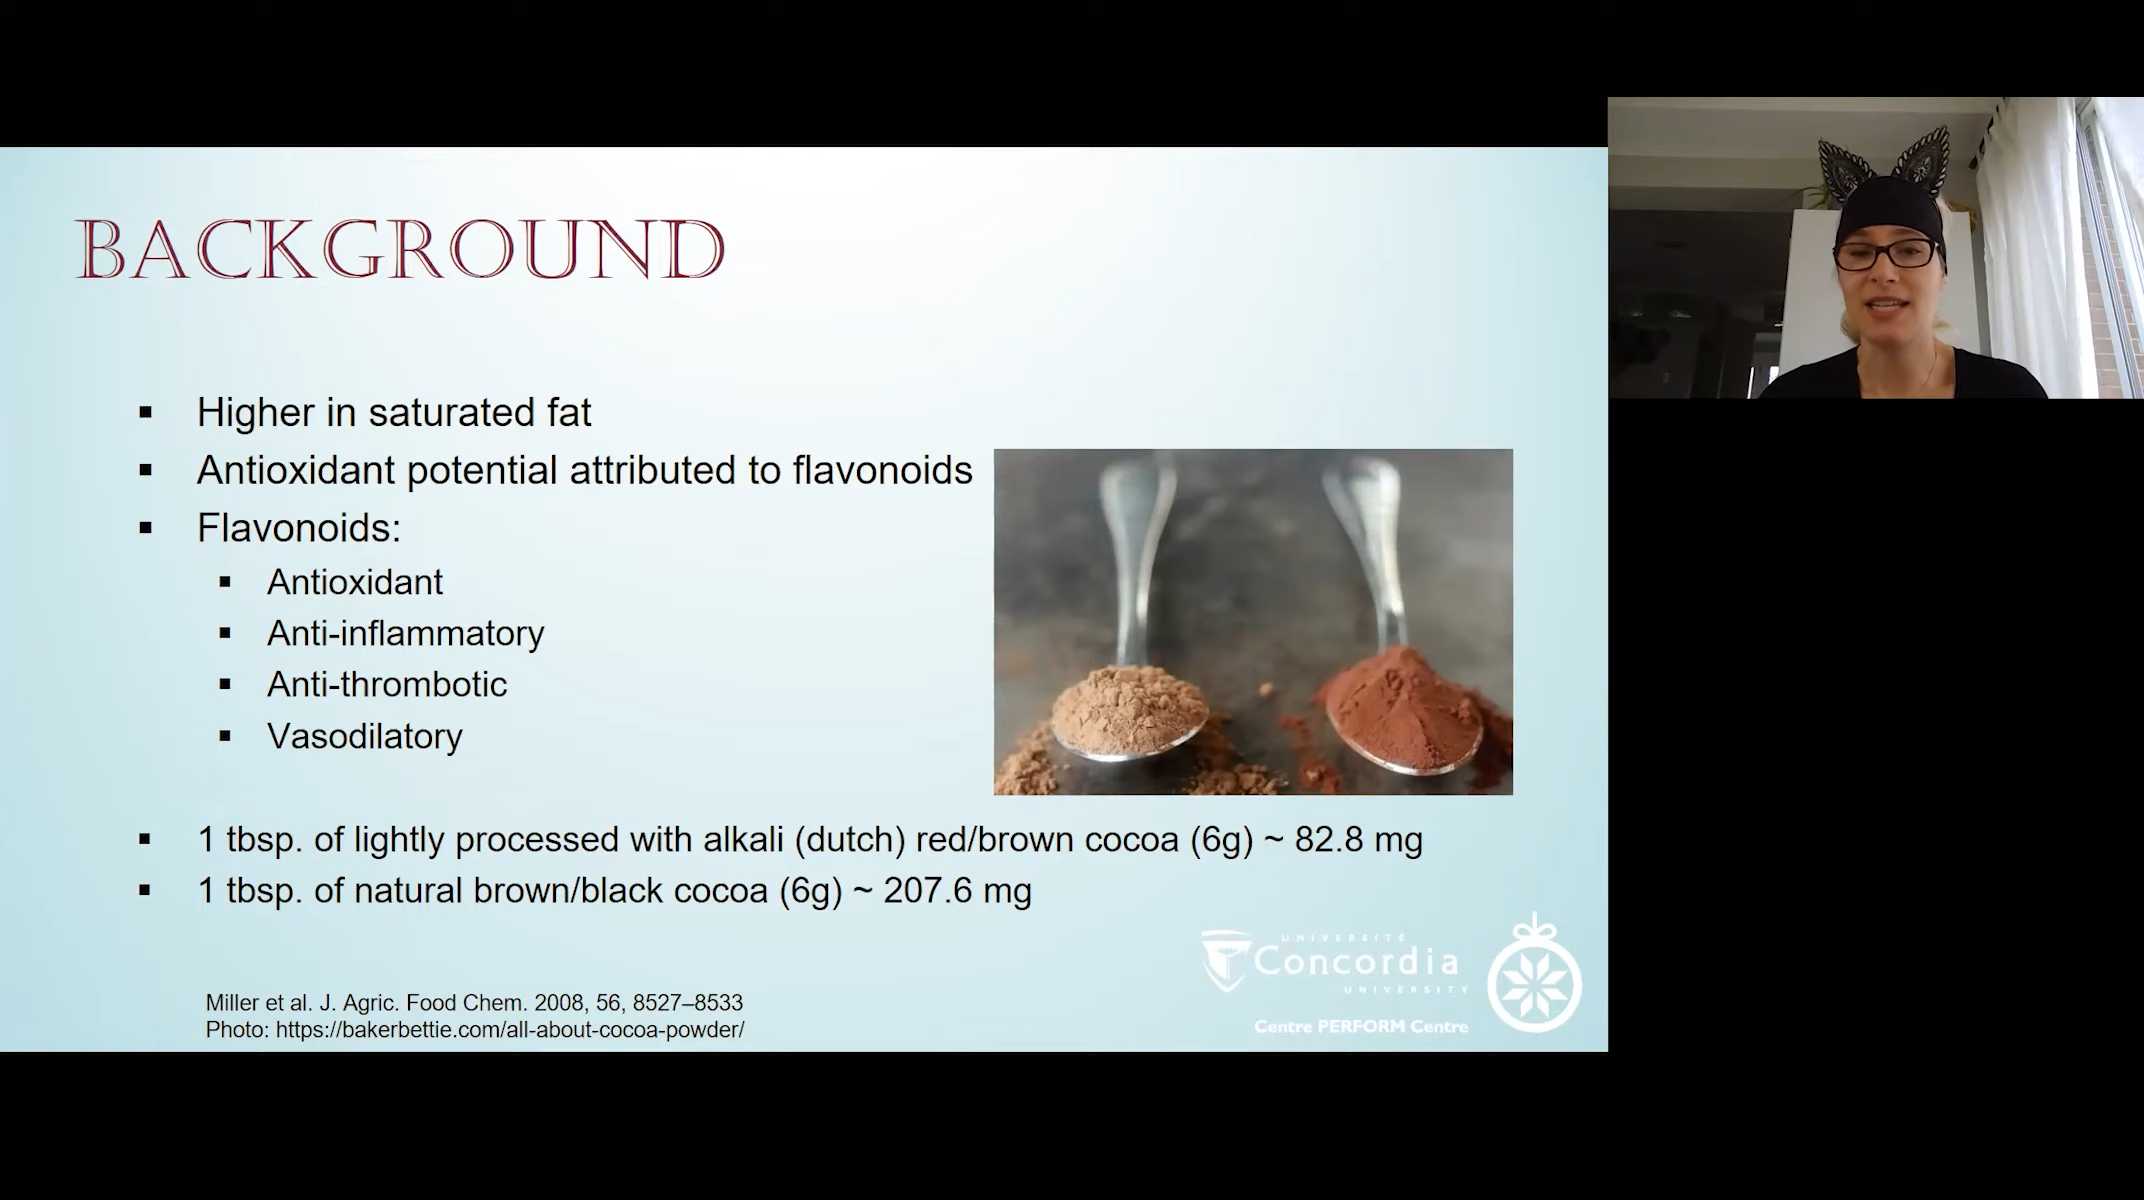 BACKGROUND
Higher in saturated fat
Antioxidant potential attributed to flavonoids
Flavonoids:
Antioxidant
Anti-inflammatory
Anti-thrombotic
Vasodilatory
1 tbsp. of lightly processed with alkali (dutch) red/brown cocoa (6g) ~ 82.8 mg
1 tbsp. of natural brown/black cocoa (6g) ~ 207.6 mg
Miller et al. J. Agric. Food Chem. 2008, 56, 8527–8533
Photo: https://bakerbettie.com/all-about-cocoa-powder/
UNIVERSITÉ
Concordia
UNIVERSITY
Centre PERFORM Centre